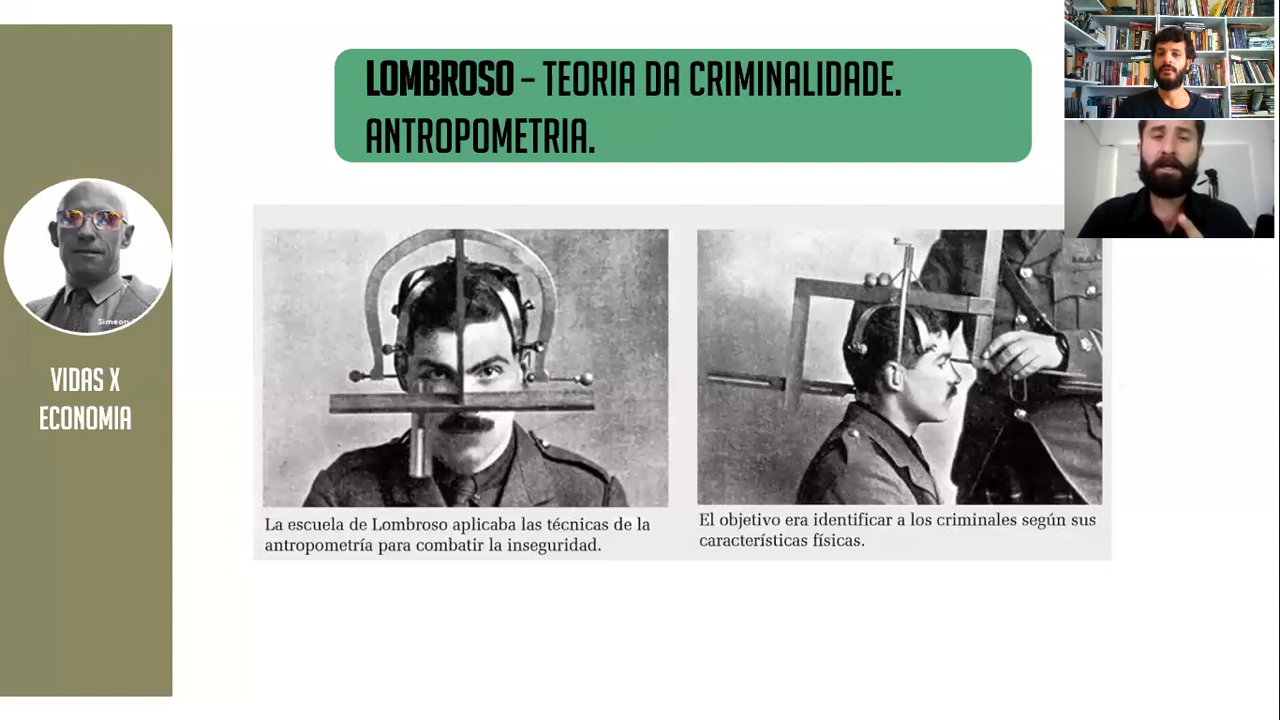 LOMBROSO – TEORIA DA CRIMINALIDADE.
ANTROPOMETRIA.
VIDAS X
ECONOMIA
La escuela de Lombroso aplicaba las técnicas de la
antropometría para combatir la inseguridad.
El objetivo era identificar a los criminales según sus
características físicas.